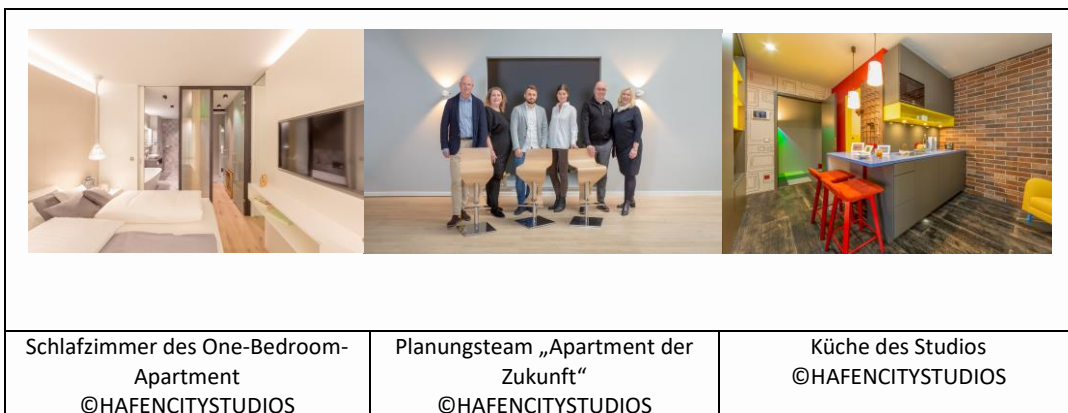 Schlafzimmer des One-Bedroom-
Apartment
©HAFENCITYSTUDIOS
Planungsteam „Apartment der
Zukunft“
©HAFENCITYSTUDIOS
Küche des Studios
©HAFENCITYSTUDIOS